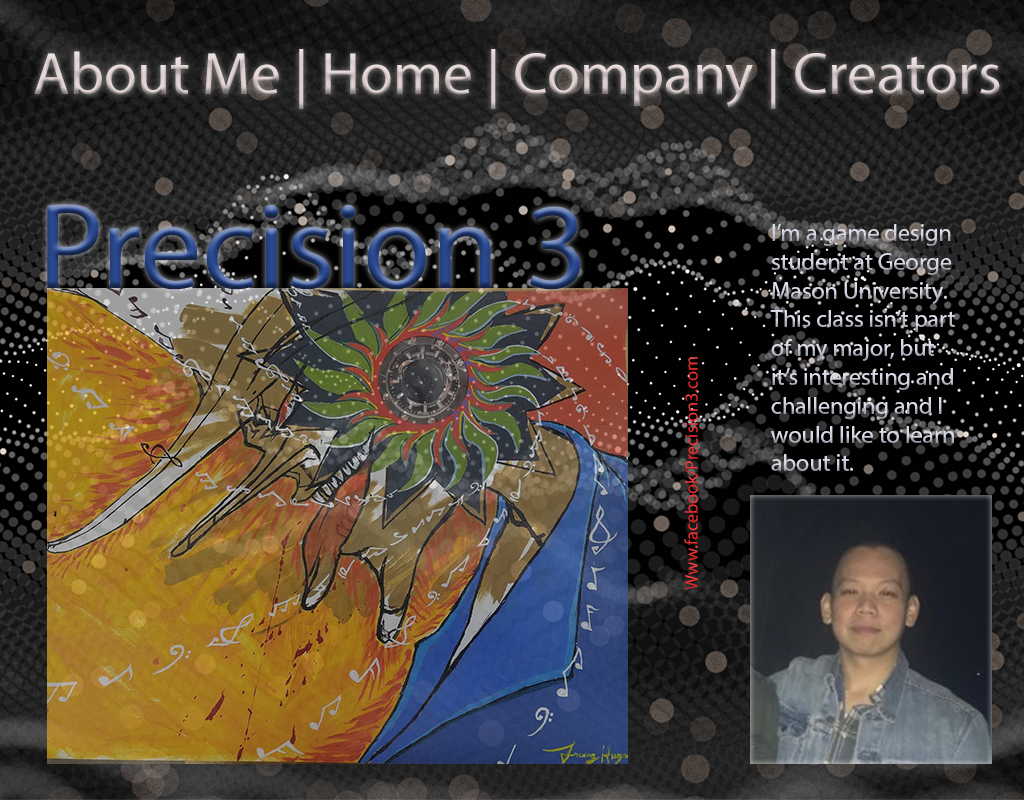 About Me | Home | Company | Creators
Precision 3
I'm a game design
student at George
Mason University.
This class isn't part
of my major, but
it's interesting and
challenging and I
would like to learn
about it.
Www.facebook.Precison3.com